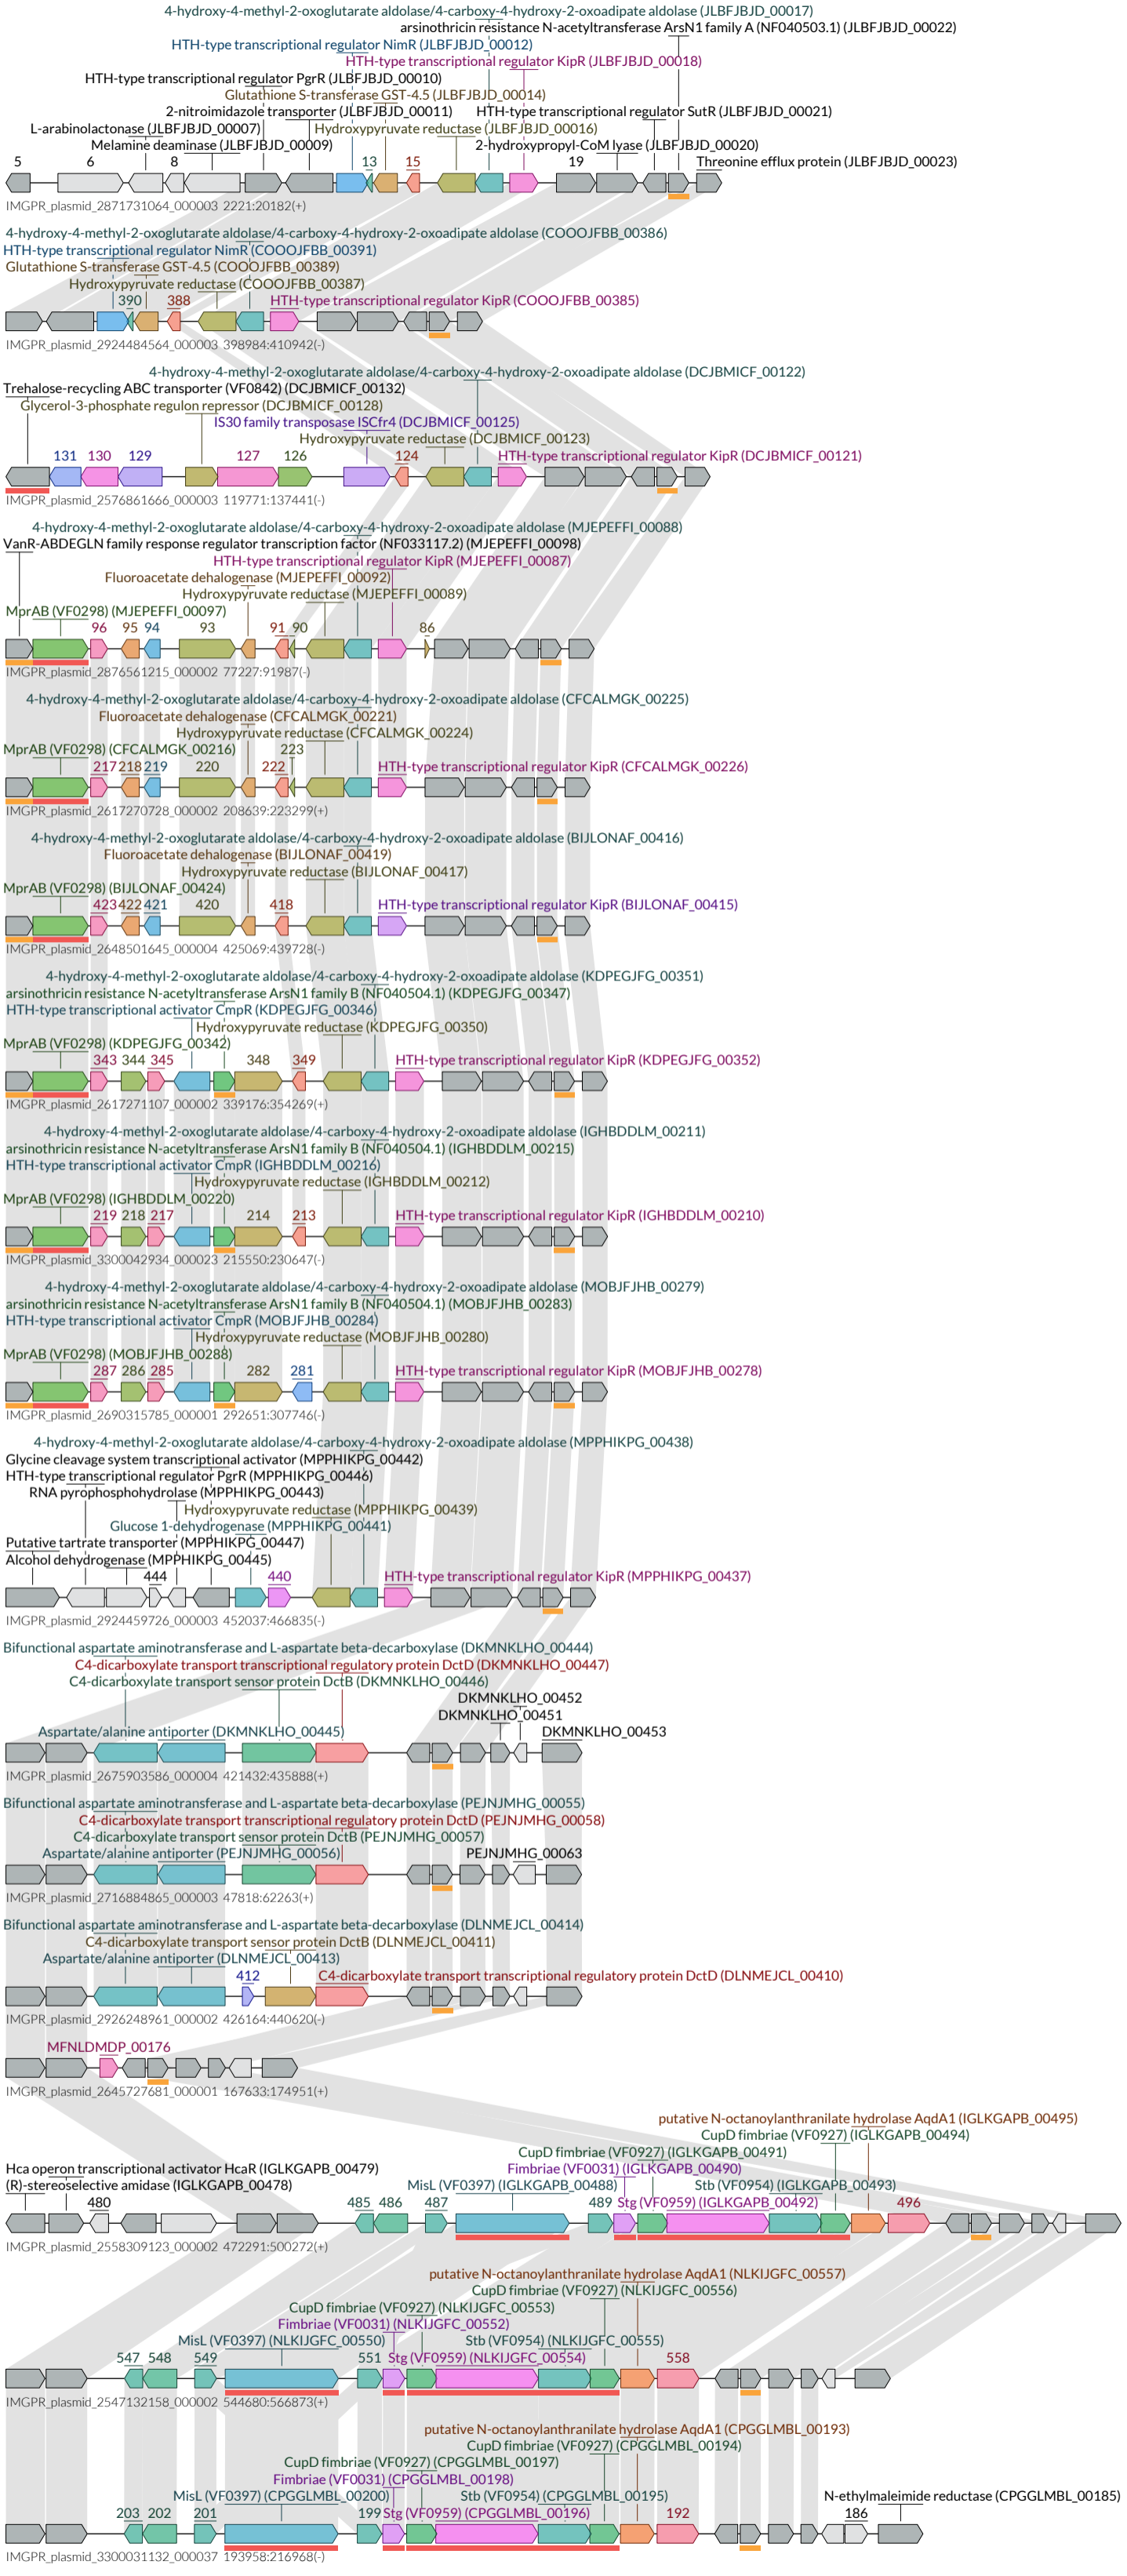 4-hydroxy-4-methyl-2-oxoglutarate aldolase/4-carboxy-4-hydroxy-2-oxoadipate aldolase (JLBFJBJD_00017)
arsinothricin resistance N-acetyltransferase ArsN1 family A (NF040503.1) (JLBFJBJD_00022)
HTH-type transcriptional regulator NimR (JLBFJBJD_00012)
HTH-type transcriptional regulator KipR (JLBFJBJD_00018)
HTH-type transcriptional regulator PgrR (JLBFJBJD_00010)
Glutathione S-transferase GST-4.5 (JLBFJBJD_00014)
2-nitroimidazole transporter (JLBFJBJD_00011) HTH-type transcriptional regulator SutR (JLBFJBJD_00021)
L-arabinolactonase (JLBFJBJD_00007) Hydroxypyruvate reductase (JLBFJBJD_00016)
Melamine deaminase (JLBFJBJD_00009) 2-hydroxypropyl-CoM lyase (JLBFJBJD_00020)
5 6 8 13 15 19 Threonine efflux protein (JLBFJBJD_00023)
IMGPR_plasmid_2871731064_000003 2221:20182(+)
4-hydroxy-4-methyl-2-oxoglutarate aldolase/4-carboxy-4-hydroxy-2-oxoadipate aldolase (COOOJFBB_00386)
HTH-type transcriptional regulator NimR (COOOJFBB_00391)
Glutathione S-transferase GST-4.5 (COOOJFBB_00389)
Hydroxypyruvate reductase (COOOJFBB_00387)
390 388 HTH-type transcriptional regulator KipR (COOOJFBB_00385)
IMGPR_plasmid_2924484564_000003 398984:410942(-)
4-hydroxy-4-methyl-2-oxoglutarate aldolase/4-carboxy-4-hydroxy-2-oxoadipate aldolase (DCJBMICF_00122)
Trehalose-recycling ABC transporter (VF0842) (DCJBMICF_00132)
Glycerol-3-phosphate regulon repressor (DCJBMICF_00128)
IS30 family transposase ISCfr4 (DCJBMICF_00125)
Hydroxypyruvate reductase (DCJBMICF_00123)
131 130 129 127 126 124 HTH-type transcriptional regulator KipR (DCJBMICF_00121)
IMGPR_plasmid_2576861666_000003 119771:137441(-)
4-hydroxy-4-methyl-2-oxoglutarate aldolase/4-carboxy-4-hydroxy-2-oxoadipate aldolase (MJEPEFFI_00088)
VanR-ABDEGLN family response regulator transcription factor (NF033117.2) (MJEPEFFI_00098)
HTH-type transcriptional regulator KipR (MJEPEFFI_00087)
Fluoroacetate dehalogenase (MJEPEFFI_00092)
Hydroxypyruvate reductase (MJEPEFFI_00089)
MprAB (VF0298) (MJEPEFFI_00097)
96 95 94 93 91 90 86
IMGPR_plasmid_2876561215_000002 77227:91987(-)
4-hydroxy-4-methyl-2-oxoglutarate aldolase/4-carboxy-4-hydroxy-2-oxoadipate aldolase (CFCALMGK_00225)
Fluoroacetate dehalogenase (CFCALMGK_00221)
Hydroxypyruvate reductase (CFCALMGK_00224)
MprAB (VF0298) (CFCALMGK_00216) 223
217 218 219 220 222 HTH-type transcriptional regulator KipR (CFCALMGK_00226)
IMGPR_plasmid_2617270728_000002 208639:223299(+)
4-hydroxy-4-methyl-2-oxoglutarate aldolase/4-carboxy-4-hydroxy-2-oxoadipate aldolase (BIJLONAF_00416)
Fluoroacetate dehalogenase (BIJLONAF_00419)
Hydroxypyruvate reductase (BIJLONAF_00417)
MprAB (VF0298) (BIJLONAF_00424)
423 422 421 420 418 HTH-type transcriptional regulator KipR (BIJLONAF_00415)
IMGPR_plasmid_2648501645_000004 425069:439728(-)
4-hydroxy-4-methyl-2-oxoglutarate aldolase/4-carboxy-4-hydroxy-2-oxoadipate aldolase (KDPEGJFG_00351)
arsinothricin resistance N-acetyltransferase ArsN1 family B (NF040504.1) (KDPEGJFG_00347)
HTH-type transcriptional activator CmpR (KDPEGJFG_00346)
Hydroxypyruvate reductase (KDPEGJFG_00350)
MprAB (VF0298) (KDPEGJFG_00342)
343 344 345 348 349 HTH-type transcriptional regulator KipR (KDPEGJFG_00352)
IMGPR_plasmid_2617271107_000002 339176:354269(+)
4-hydroxy-4-methyl-2-oxoglutarate aldolase/4-carboxy-4-hydroxy-2-oxoadipate aldolase (IGHBDDLM_00211)
arsinothricin resistance N-acetyltransferase ArsN1 family B (NF040504.1) (IGHBDDLM_00215)
HTH-type transcriptional activator CmpR (IGHBDDLM_00216)
Hydroxypyruvate reductase (IGHBDDLM_00212)
MprAB (VF0298) (IGHBDDLM_00220)
219 218 217 214 213 HTH-type transcriptional regulator KipR (IGHBDDLM_00210)
IMGPR_plasmid_3300042934_000023 215550:230647(-)
4-hydroxy-4-methyl-2-oxoglutarate aldolase/4-carboxy-4-hydroxy-2-oxoadipate aldolase (MOBJFJHB_00279)
arsinothricin resistance N-acetyltransferase ArsN1 family B (NF040504.1) (MOBJFJHB_00283)
HTH-type transcriptional activator CmpR (MOBJFJHB_00284)
Hydroxypyruvate reductase (MOBJFJHB_00280)
MprAB (VF0298) (MOBJFJHB_00288)
287 286 285 282 281 HTH-type transcriptional regulator KipR (MOBJFJHB_00278)
IMGPR_plasmid_2690315785_000001 292651:307746(-)
4-hydroxy-4-methyl-2-oxoglutarate aldolase/4-carboxy-4-hydroxy-2-oxoadipate aldolase (MPPHIKPG_00438)
Glycine cleavage system transcriptional activator (MPPHIKPG_00442)
HTH-type transcriptional regulator PgrR (MPPHIKPG_00446)
RNA pyrophosphohydrolase (MPPHIKPG_00443)
Hydroxypyruvate reductase (MPPHIKPG_00439)
Glucose 1-dehydrogenase (MPPHIKPG_00441)
Putative tartrate transporter (MPPHIKPG_00447)
Alcohol dehydrogenase (MPPHIKPG_00445)
444 440 HTH-type transcriptional regulator KipR (MPPHIKPG_00437)
IMGPR_plasmid_2924459726_000003 452037:466835(-)
Bifunctional aspartate aminotransferase and L-aspartate beta-decarboxylase (DKMNKLHO_00444)
C4-dicarboxylate transport transcriptional regulatory protein DctD (DKMNKLHO_00447)
C4-dicarboxylate transport sensor protein DctB (DKMNKLHO_00446)
DKMNKLHO_00452
DKMNKLHO_00451
Aspartate/alanine antiporter (DKMNKLHO_00445) DKMNKLHO_00453
IMGPR_plasmid_2675903586_000004 421432:435888(+)
Bifunctional aspartate aminotransferase and L-aspartate beta-decarboxylase (PEJNJMHG_00055)
C4-dicarboxylate transport transcriptional regulatory protein DctD (PEJNJMHG_00058)
C4-dicarboxylate transport sensor protein DctB (PEJNJMHG_00057)
Aspartate/alanine antiporter (PEJNJMHG_00056) PEJNJMHG_00063
IMGPR_plasmid_2716884865_000003 47818:62263(+)
Bifunctional aspartate aminotransferase and L-aspartate beta-decarboxylase (DLNMEJCL_00414)
C4-dicarboxylate transport sensor protein DctB (DLNMEJCL_00411)
Aspartate/alanine antiporter (DLNMEJCL_00413)
412 C4-dicarboxylate transport transcriptional regulatory protein DctD (DLNMEJCL_00410)
IMGPR_plasmid_2926248961_000002 426164:440620(-)
MFNLDMDP_00176
IMGPR_plasmid_2645727681_000001 167633:174951(+)
putative N-octanoylanthranilate hydrolase AqdA1 (IGLKGAPB_00495)
CupD fimbriae (VF0927) (IGLKGAPB_00494)
CupD fimbriae (VF0927) (IGLKGAPB_00491)
Hca operon transcriptional activator HcaR (IGLKGAPB_00479) Fimbriae (VF0031) (IGLKGAPB_00490)
(R)-stereoselective amidase (IGLKGAPB_00478) MisL (VF0397) (IGLKGAPB_00488) Stb (VF0954) (IGLKGAPB_00493)
480 485 486 487 489 Stg (VF0959) (IGLKGAPB_00492) 496
IMGPR_plasmid_2558309123_000002 472291:500272(+)
putative N-octanoylanthranilate hydrolase AqdA1 (NLKIJGFC_00557)
CupD fimbriae (VF0927) (NLKIJGFC_00556)
CupD fimbriae (VF0927) (NLKIJGFC_00553)
Fimbriae (VF0031) (NLKIJGFC_00552)
MisL (VF0397) (NLKIJGFC_00550) Stb (VF0954) (NLKIJGFC_00555)
547 548 549 551 Stg (VF0959) (NLKIJGFC_00554) 558
IMGPR_plasmid_2547132158_000002 544680:566873(+)
putative N-octanoylanthranilate hydrolase AqdA1 (CPGGLMBL_00193)
CupD fimbriae (VF0927) (CPGGLMBL_00194)
CupD fimbriae (VF0927) (CPGGLMBL_00197)
Fimbriae (VF0031) (CPGGLMBL_00198)
MisL (VF0397) (CPGGLMBL_00200) Stb (VF0954) (CPGGLMBL_00195) N-ethylmaleimide reductase (CPGGLMBL_00185)
203 202 201 199 Stg (VF0959) (CPGGLMBL_00196) 192 186
IMGPR_plasmid_3300031132_000037 193958:216968(-)